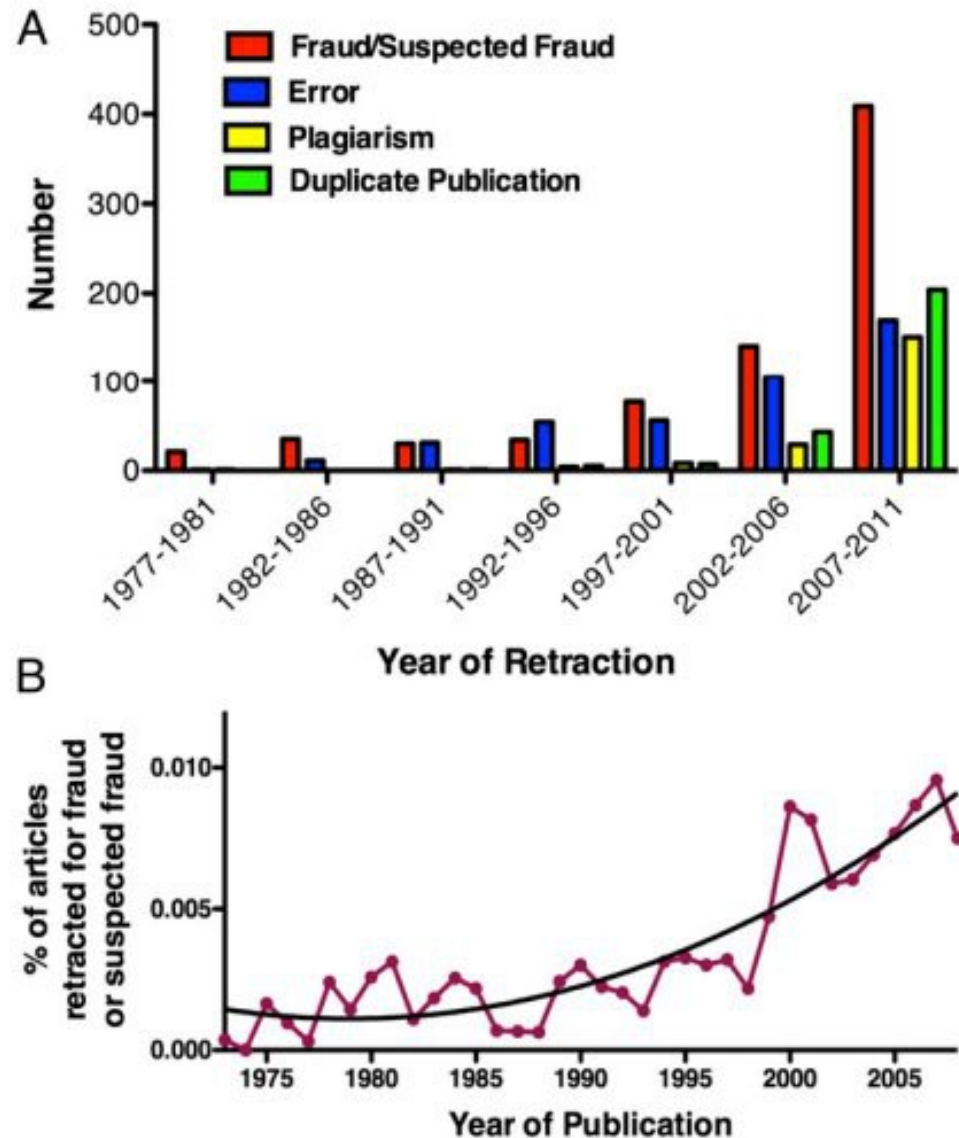 A
500
400
300
200
100
0
Number
Fraud/Suspected Fraud
Error
Plagiarism
Duplicate Publication
1977-1981
1982-1986
1987-1991
1992-1996
1997-2001
2002-2006
2007-2011
Year of Retraction
B
% of articles
retracted for fraud
or suspected fraud
0.010
0.005
0.000
1975
1980
1985
1990
1995
2000
2005
Year of Publication